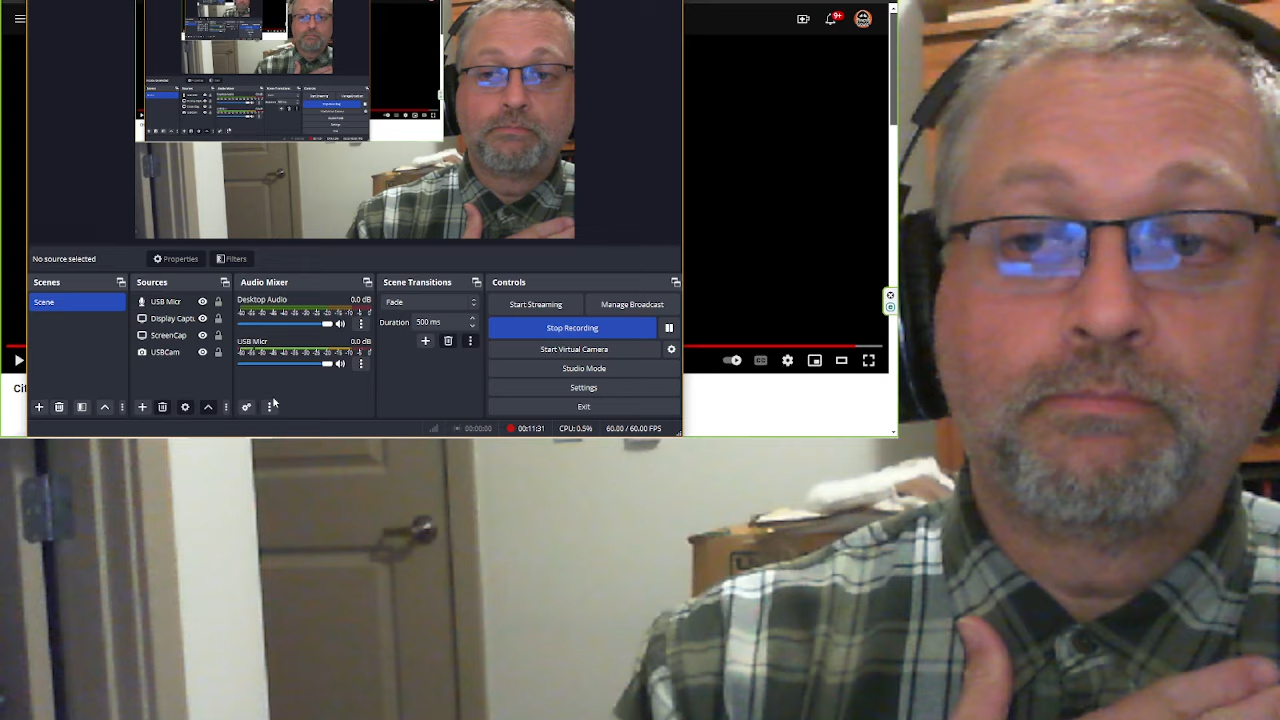 9+
No source selected
Properties
Filters
Scenes
Sources
Audio Mixer
Scene Transitions
Controls
Scene
USB Micr
Display Captu
ScreenCap
USBCam
Desktop Audio
0.0 dB
USB Micr
0.0 dB
Fade
Duration
500 ms
Start Streaming
Manage Broadcast
Stop Recording
Start Virtual Camera
Studio Mode
Settings
Exit
00:00:00
00:11:31
CPU: 0.5%
60.00 / 60.00 FPS
Cit